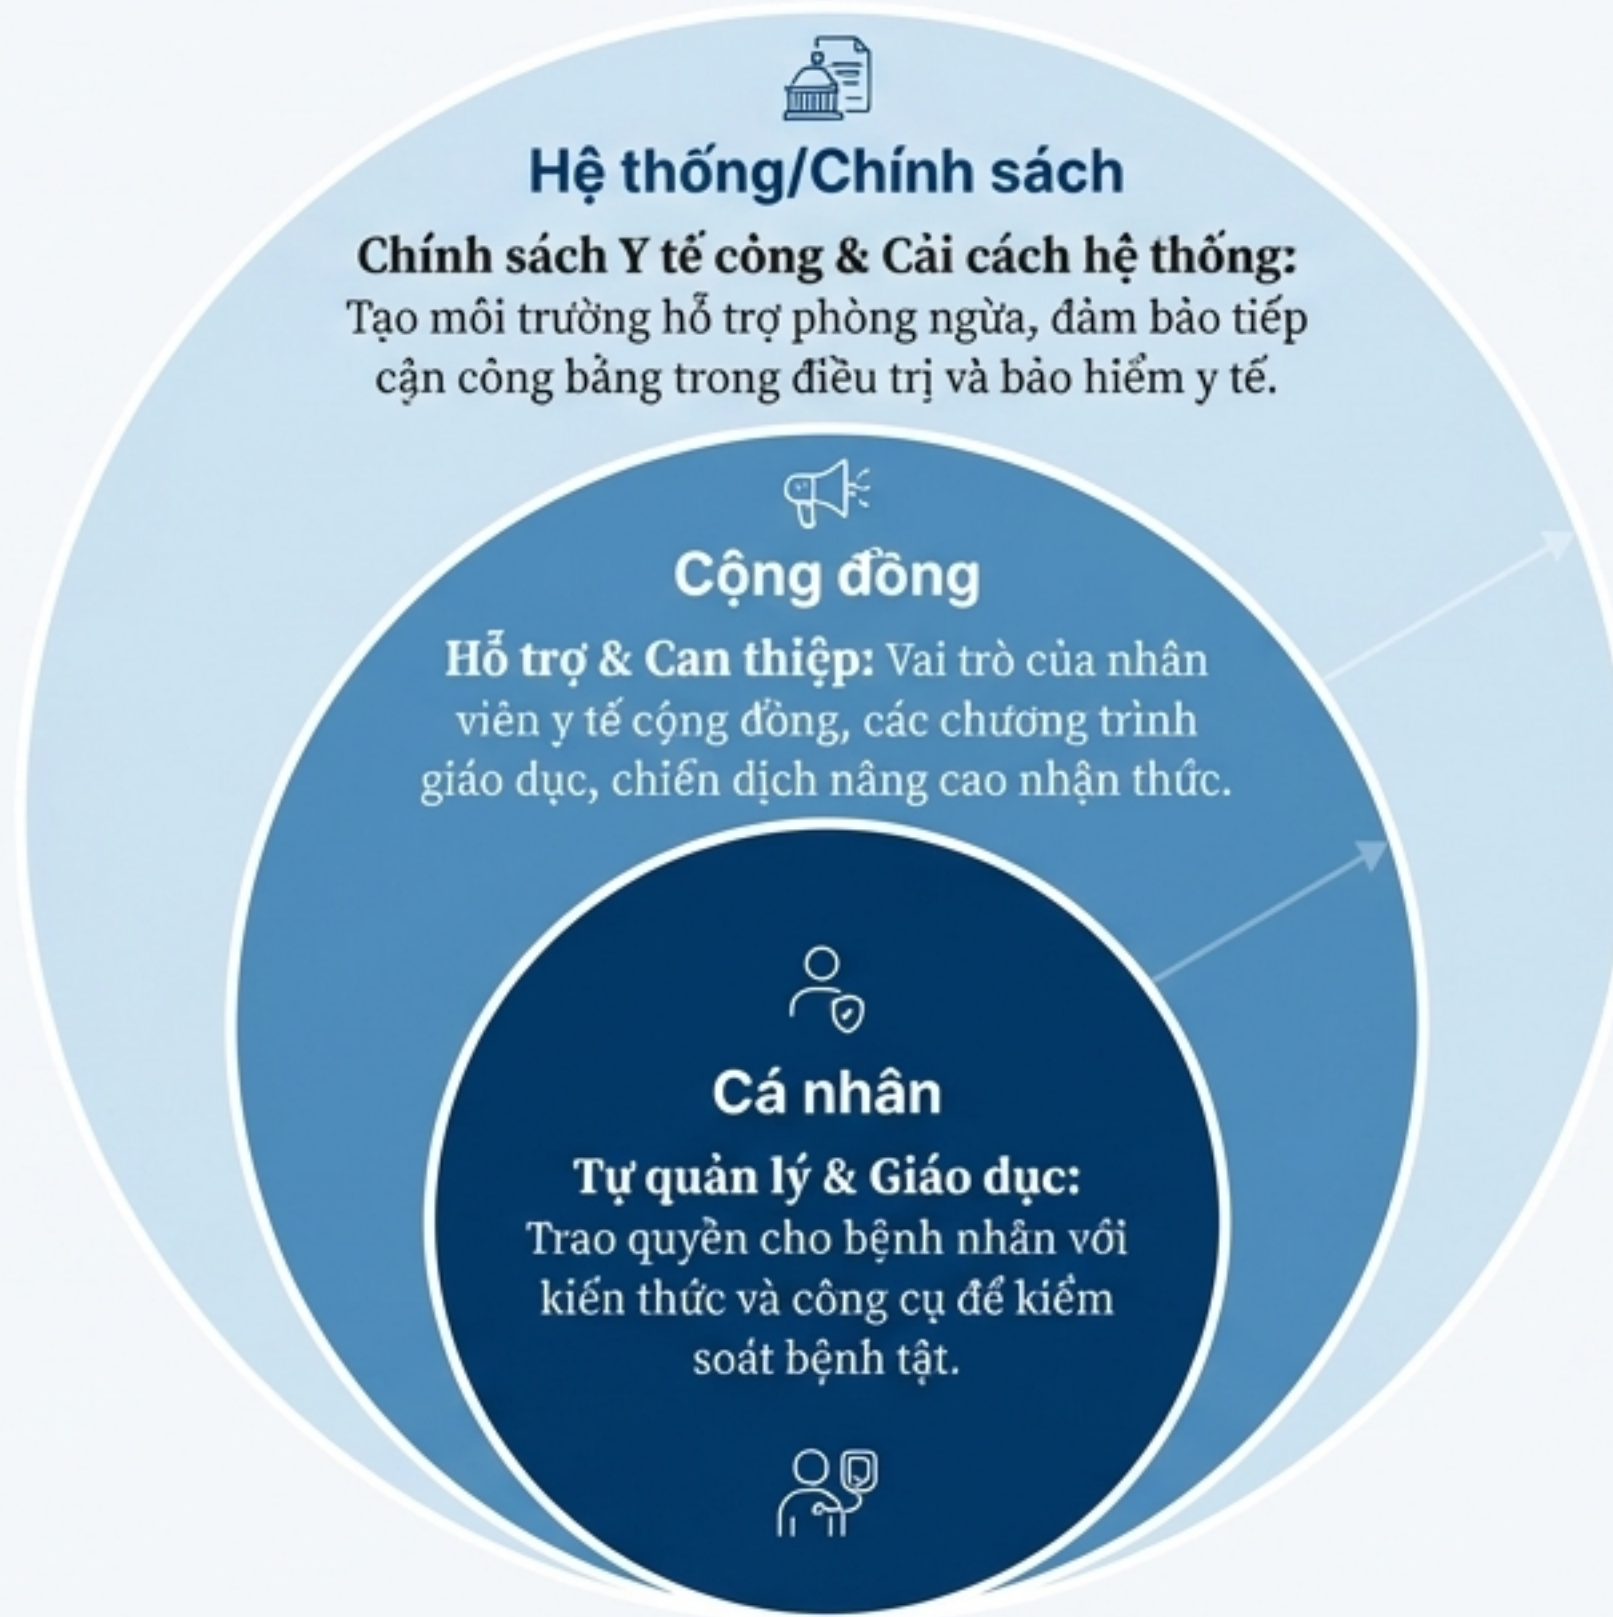 Hệ thống/Chính sách
Chính sách Y tế công & Cải cách hệ thống:
Tạo môi trường hỗ trợ phòng ngừa, đảm bảo tiếp
cận công bảng trong điều trị và bảo hiểm y tế.
Cộng đồng
Hỗ trợ & Can thiệp: Vai trò của nhân
viên y tế cộng đồng, các chương trình
giáo dục, chiến dịch nâng cao nhận thức.
Cá nhân
Tự quản lý & Giáo dục:
Trao quyền cho bệnh nhân với
kiến thức và công cụ để kiểm
soát bệnh tật.